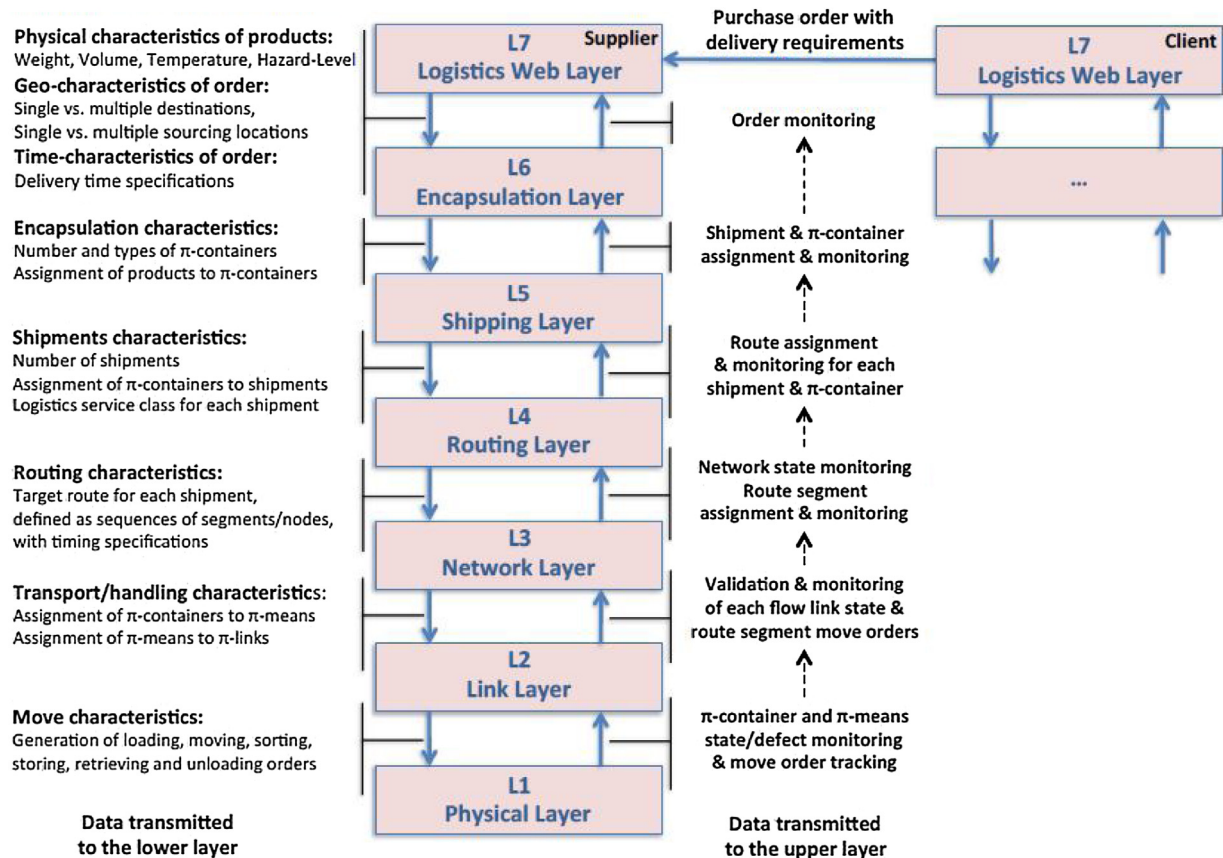 Physical characteristics of products:
Weight, Volume, Temperature, Hazard-Level
Geo-characteristics of order:
Single vs. multiple destinations,
Single vs. multiple sourcing locations
Time-characteristics of order:
Delivery time specifications
Encapsulation characteristics:
Number and types of π-containers
Assignment of products to π-containers
Shipments characteristics:
Number of shipments
Assignment of π-containers to shipments
Logistics service class for each shipment
Routing characteristics:
Target route for each shipment,
defined as sequences of segments/nodes,
with timing specifications
Transport/handling characteristics:
Assignment of π-containers to π-means
Assignment of π-means to π-links
Move characteristics:
Generation of loading, moving, sorting,
storing, retrieving and unloading orders
Data transmitted
to the lower layer
L7
Supplier
Logistics Web Layer
L6
Encapsulation Layer
L5
Shipping Layer
L4
Routing Layer
L3
Network Layer
L2
Link Layer
L1
Physical Layer
Purchase order with
delivery requirements
Order monitoring
Shipment & π-container
assignment & monitoring
Route assignment
& monitoring for each
shipment & π-container
Network state monitoring
Route segment
assignment & monitoring
Validation & monitoring
of each flow link state &
route segment move orders
π-container and π-means
state/defect monitoring
& move order tracking
Data transmitted
to the upper layer
L7
Client
Logistics Web Layer
...